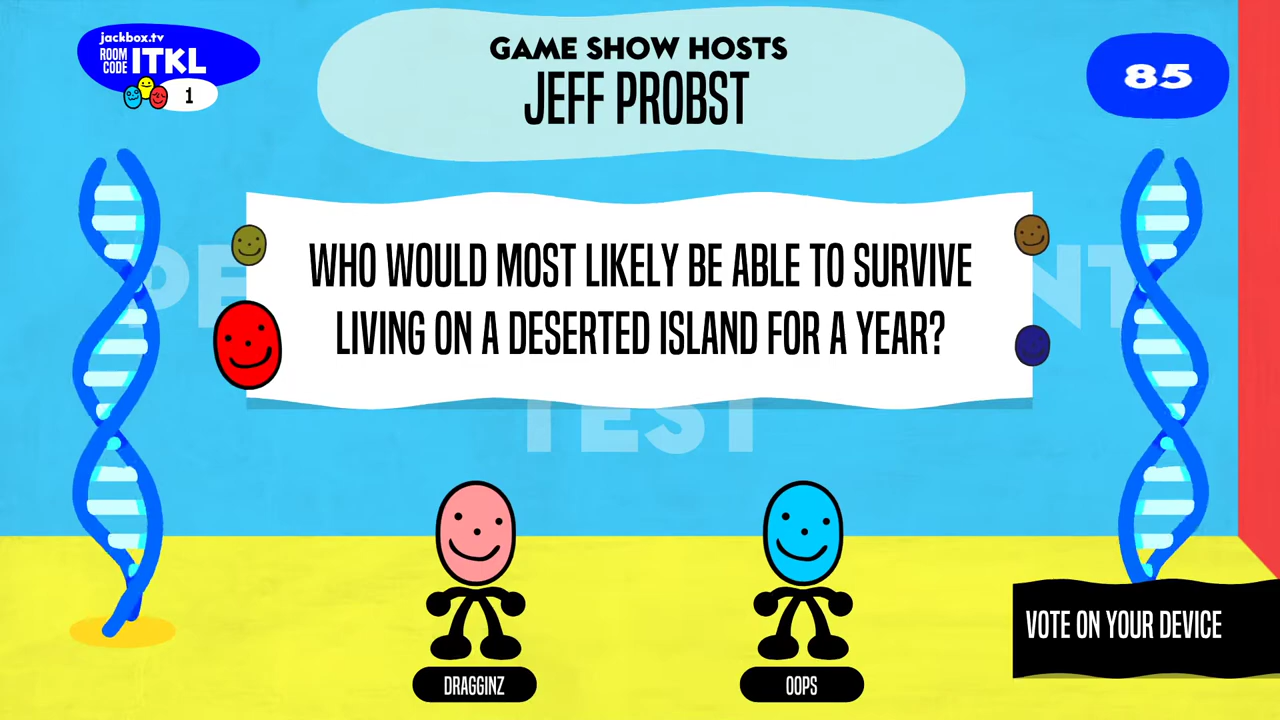 jackbox.tv
ROOM CODE ITKL
1
GAME SHOW HOSTS
JEFF PROBST
85
WHO WOULD MOST LIKELY BE ABLE TO SURVIVE
LIVING ON A DESERTED ISLAND FOR A YEAR?
TEST
VOTE ON YOUR DEVICE
DRAGGINZ
OOPS